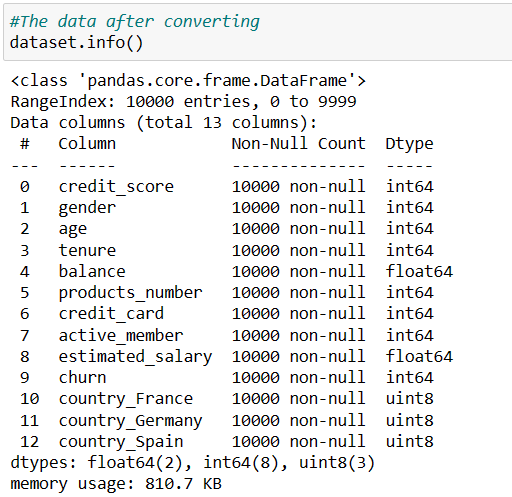 #The data after converting
dataset.info()
<class 'pandas.core.frame.DataFrame'>
RangeIndex: 10000 entries, 0 to 9999
Data columns (total 13 columns):
 #   Column            Non-Null Count  Dtype
---  ------            --------------  -----
 0   credit_score      10000 non-null  int64
 1   gender            10000 non-null  int64
 2   age               10000 non-null  int64
 3   tenure            10000 non-null  int64
 4   balance           10000 non-null  float64
 5   products_number   10000 non-null  int64
 6   credit_card       10000 non-null  int64
 7   active_member     10000 non-null  int64
 8   estimated_salary  10000 non-null  float64
 9   churn             10000 non-null  int64
 10  country_France    10000 non-null  uint8
 11  country_Germany   10000 non-null  uint8
 12  country_Spain     10000 non-null  uint8
dtypes: float64(2), int64(8), uint8(3)
memory usage: 810.7 KB